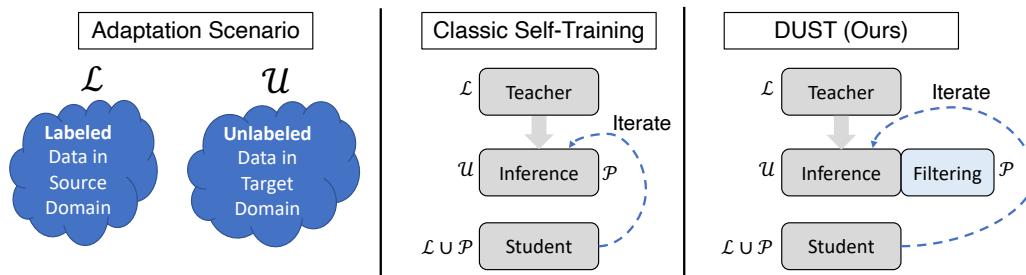 Adaptation Scenario
ℒ
𝒰
Labeled
Data in
Source
Domain
Unlabeled
Data in
Target
Domain
Classic Self-Training
ℒ
Teacher
Iterate
𝒰
Inference
𝒫
ℒ ∪ 𝒫
Student
DUST (Ours)
ℒ
Teacher
Iterate
𝒰
Inference
Filtering
𝒫
ℒ ∪ 𝒫
Student